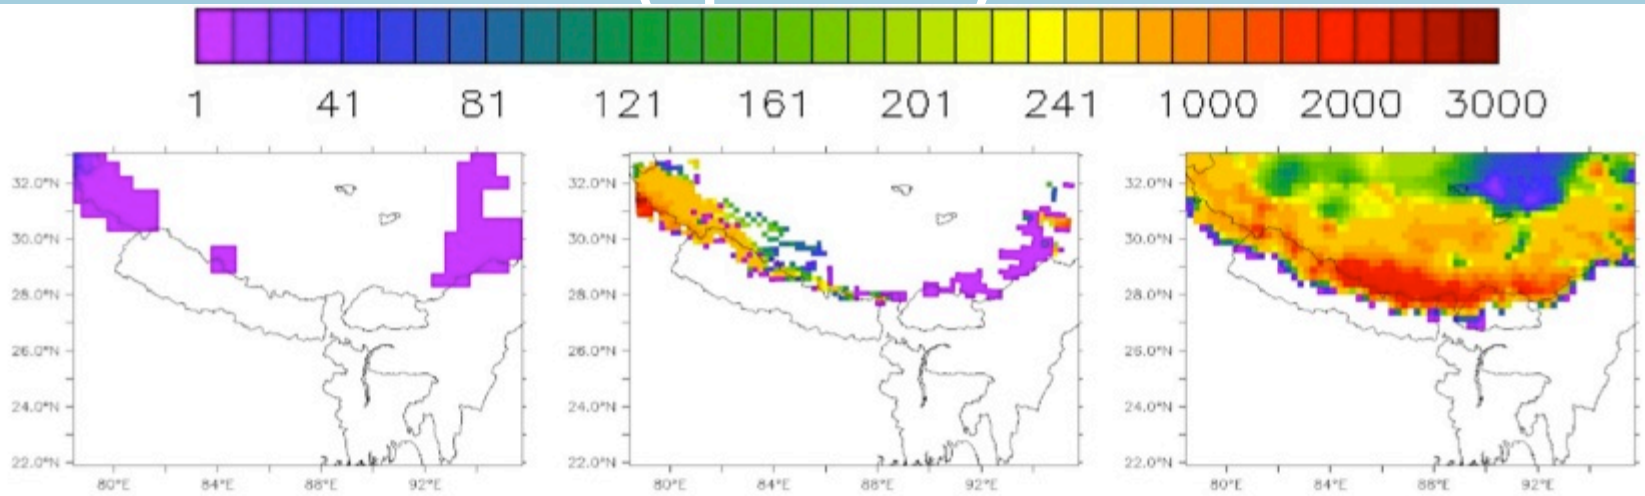 1 41 81 121 161 201 241 1000 2000 3000
32.0°N 32.0°N 32.0°N
30.0°N 30.0°N 30.0°N
28.0°N 28.0°N 28.0°N
26.0°N 26.0°N 26.0°N
24.0°N 24.0°N 24.0°N
22.0°N 22.0°N 22.0°N
80°E 84°E 88°E 92°E 80°E 84°E 88°E 92°E 80°E 84°E 88°E 92°E